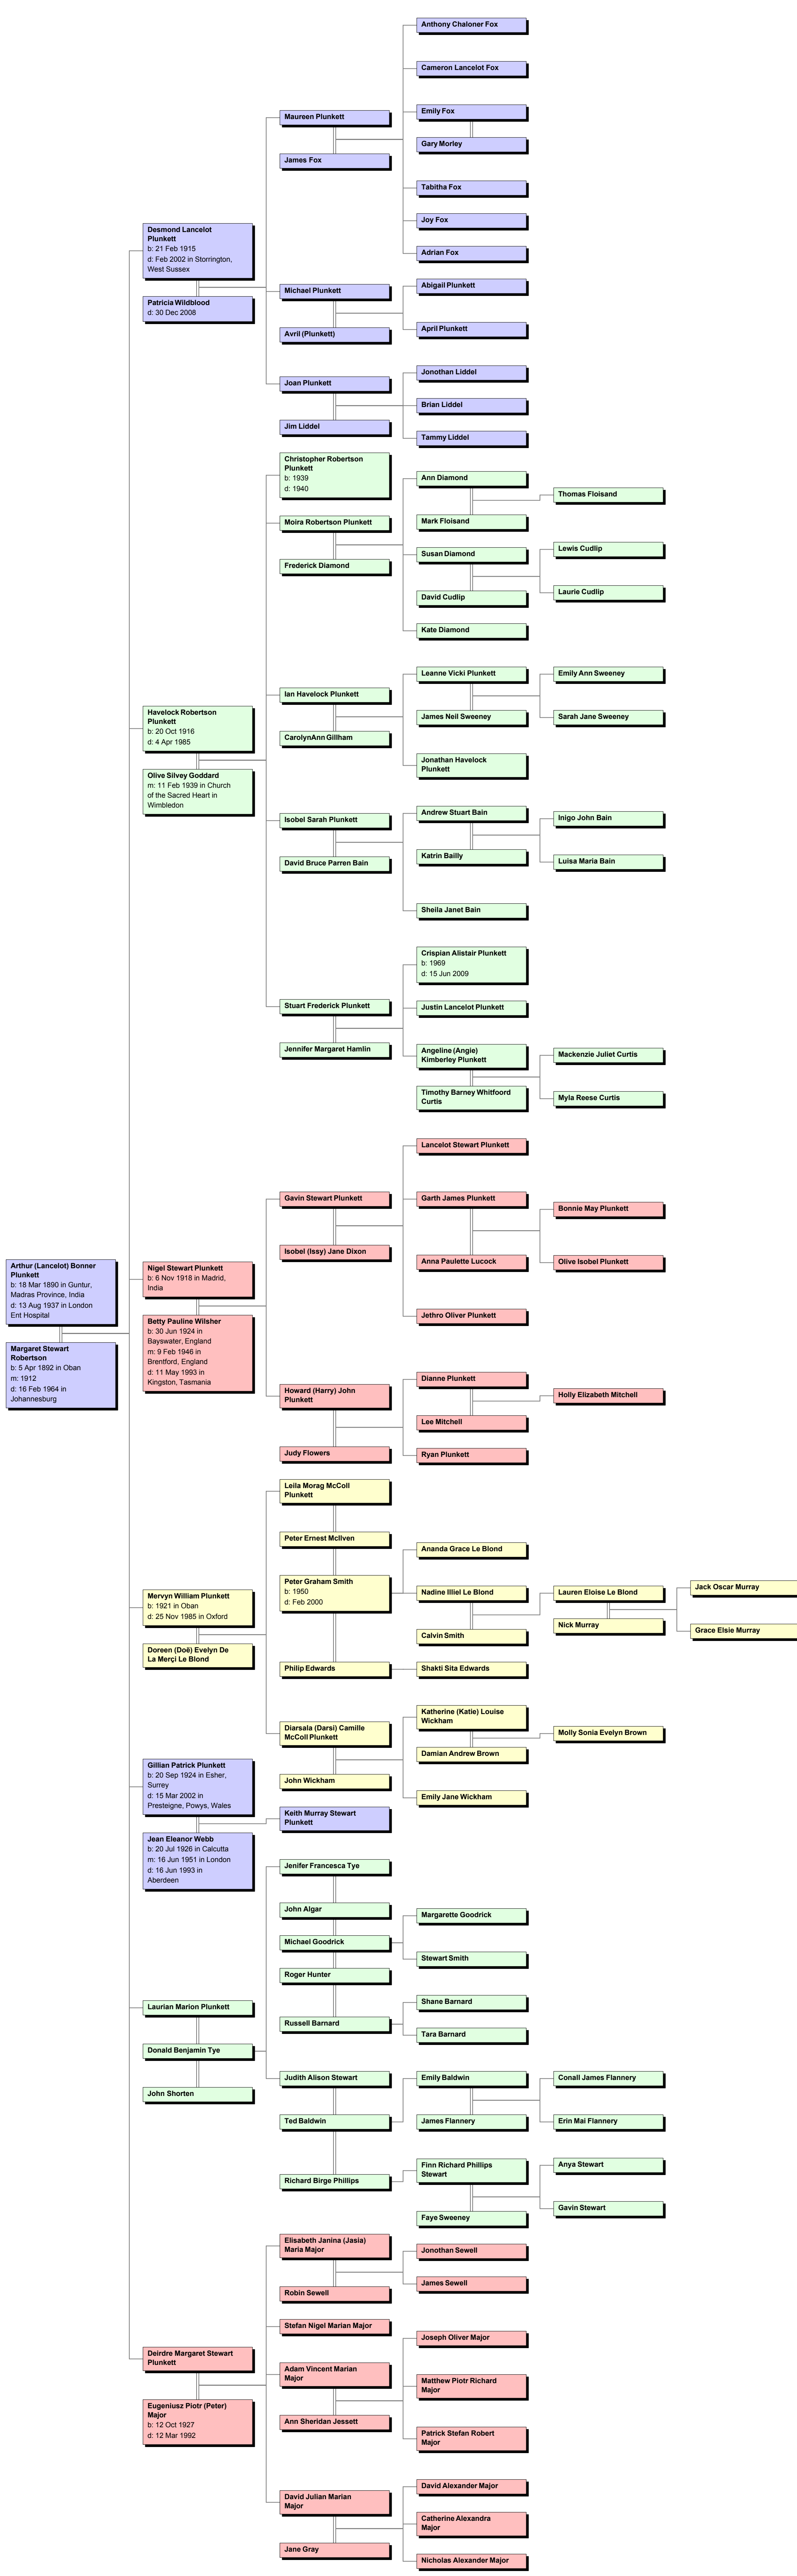 Arthur (Lancelot) Bonner
Plunkett
b: 18 Mar 1890 in Guntur,
Madras Province, India
d: 13 Aug 1937 in London
Ent Hospital
Margaret Stewart
Robertson
b: 5 Apr 1892 in Oban
m: 1912
d: 16 Feb 1964 in
Johannesburg
Desmond Lancelot
Plunkett
b: 21 Feb 1915
d: Feb 2002 in Storrington,
West Sussex
Patricia Wildblood
d: 30 Dec 2008
Maureen Plunkett
James Fox
Anthony Chaloner Fox
Cameron Lancelot Fox
Emily Fox
Gary Morley
Tabitha Fox
Joy Fox
Adrian Fox
Michael Plunkett
Avril (Plunkett)
Abigail Plunkett
April Plunkett
Joan Plunkett
Jim Liddel
Jonothan Liddel
Brian Liddel
Tammy Liddel
Havelock Robertson
Plunkett
b: 20 Oct 1916
d: 4 Apr 1985
Olive Silvey Goddard
m: 11 Feb 1939 in Church
of the Sacred Heart in
Wimbledon
Christopher Robertson
Plunkett
b: 1939
d: 1940
Moira Robertson Plunkett
Frederick Diamond
Ann Diamond
Mark Floisand
Thomas Floisand
Susan Diamond
David Cudlip
Lewis Cudlip
Laurie Cudlip
Kate Diamond
Ian Havelock Plunkett
CarolynAnn Gillham
Leanne Vicki Plunkett
James Neil Sweeney
Emily Ann Sweeney
Sarah Jane Sweeney
Jonathan Havelock
Plunkett
Isobel Sarah Plunkett
David Bruce Parren Bain
Andrew Stuart Bain
Katrin Bailly
Inigo John Bain
Luisa Maria Bain
Sheila Janet Bain
Stuart Frederick Plunkett
Jennifer Margaret Hamlin
Crispian Alistair Plunkett
b: 1969
d: 15 Jun 2009
Justin Lancelot Plunkett
Angeline (Angie)
Kimberley Plunkett
Timothy Barney Whitfoord
Curtis
Mackenzie Juliet Curtis
Myla Reese Curtis
Nigel Stewart Plunkett
b: 6 Nov 1918 in Madrid,
India
Betty Pauline Wilsher
b: 30 Jun 1924 in
Bayswater, England
m: 9 Feb 1946 in
Brentford, England
d: 11 May 1993 in
Kingston, Tasmania
Gavin Stewart Plunkett
Isobel (Issy) Jane Dixon
Lancelot Stewart Plunkett
Garth James Plunkett
Anna Paulette Lucock
Bonnie May Plunkett
Olive Isobel Plunkett
Jethro Oliver Plunkett
Howard (Harry) John
Plunkett
Judy Flowers
Dianne Plunkett
Lee Mitchell
Holly Elizabeth Mitchell
Ryan Plunkett
Mervyn William Plunkett
b: 1921 in Oban
d: 25 Nov 1985 in Oxford
Doreen (Doë) Evelyn De
La Merçi Le Blond
Leila Morag McColl
Plunkett
Peter Ernest McIlven
Peter Graham Smith
b: 1950
d: Feb 2000
Philip Edwards
Ananda Grace Le Blond
Nadine Illiel Le Blond
Calvin Smith
Lauren Eloise Le Blond
Nick Murray
Jack Oscar Murray
Grace Elsie Murray
Shakti Sita Edwards
Diarsala (Darsi) Camille
McColl Plunkett
John Wickham
Katherine (Katie) Louise
Wickham
Damian Andrew Brown
Molly Sonia Evelyn Brown
Emily Jane Wickham
Gillian Patrick Plunkett
b: 20 Sep 1924 in Esher,
Surrey
d: 15 Mar 2002 in
Presteigne, Powys, Wales
Jean Eleanor Webb
b: 20 Jul 1926 in Calcutta
m: 16 Jun 1951 in London
d: 16 Jun 1993 in
Aberdeen
Keith Murray Stewart
Plunkett
Laurian Marion Plunkett
Donald Benjamin Tye
John Shorten
Jenifer Francesca Tye
John Algar
Michael Goodrick
Roger Hunter
Russell Barnard
Margarette Goodrick
Stewart Smith
Shane Barnard
Tara Barnard
Judith Alison Stewart
Ted Baldwin
Richard Birge Phillips
Emily Baldwin
James Flannery
Conall James Flannery
Erin Mai Flannery
Finn Richard Phillips
Stewart
Faye Sweeney
Anya Stewart
Gavin Stewart
Deirdre Margaret Stewart
Plunkett
Eugeniusz Piotr (Peter)
Major
b: 12 Oct 1927
d: 12 Mar 1992
Elisabeth Janina (Jasia)
Maria Major
Robin Sewell
Jonothan Sewell
James Sewell
Stefan Nigel Marian Major
Adam Vincent Marian
Major
Ann Sheridan Jessett
Joseph Oliver Major
Matthew Piotr Richard
Major
Patrick Stefan Robert
Major
David Julian Marian
Major
Jane Gray
David Alexander Major
Catherine Alexandra
Major
Nicholas Alexander Major